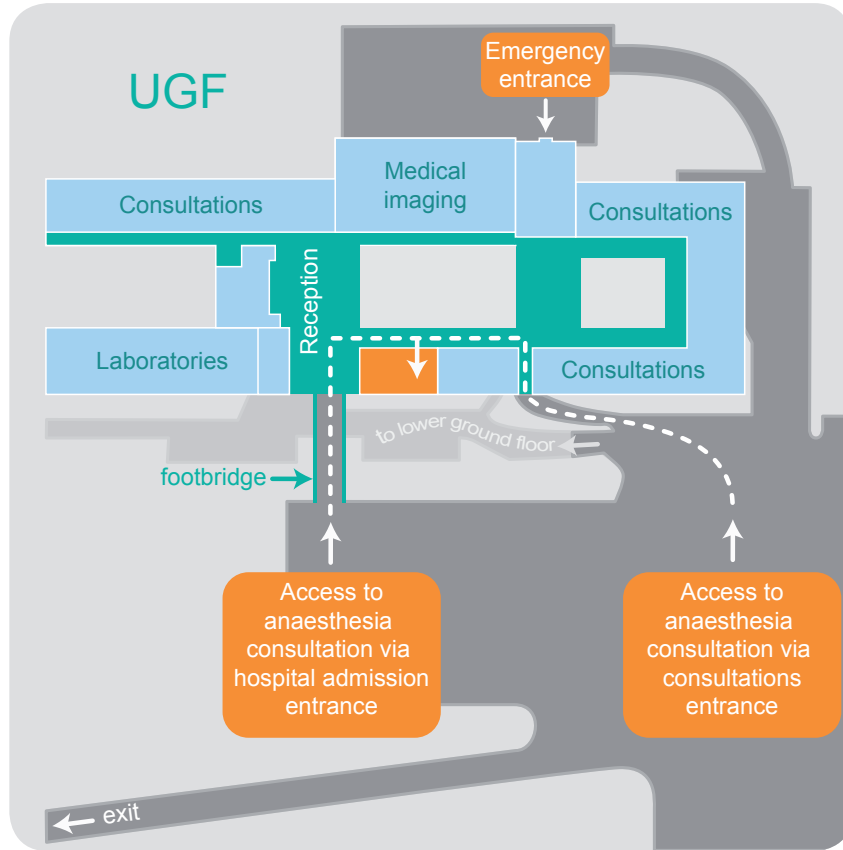 UGF
Emergency
entrance
Medical
imaging
Consultations
Consultations
Reception
Laboratories
Consultations
to lower ground floor
footbridge
Access to
anaesthesia
consultation via
hospital admission
entrance
Access to
anaesthesia
consultation via
consultations
entrance
exit